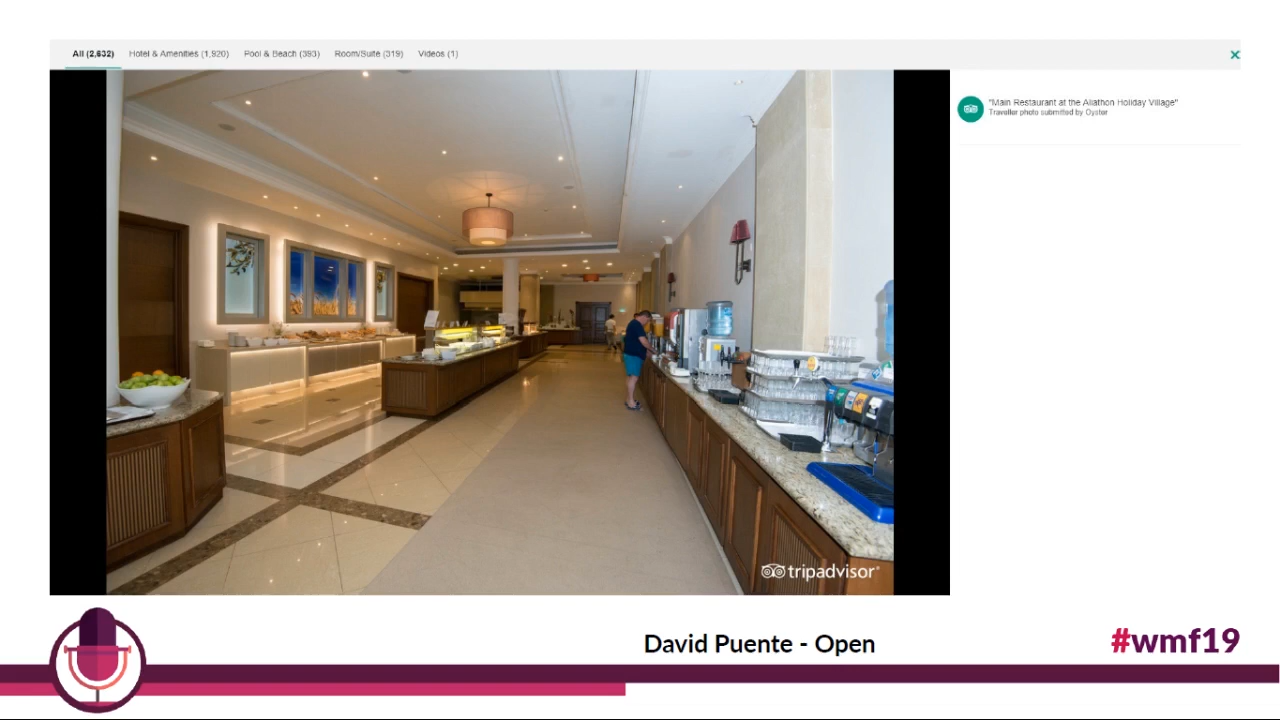 All (2,632) Hotel & Amenities (1,920) Pool & Beach (393) Room/Suite (319) Videos (1)
"Main Restaurant at the Aliathon Holiday Village"
Traveller photo submitted by Oyster
tripadvisor
David Puente - Open
#wmf19